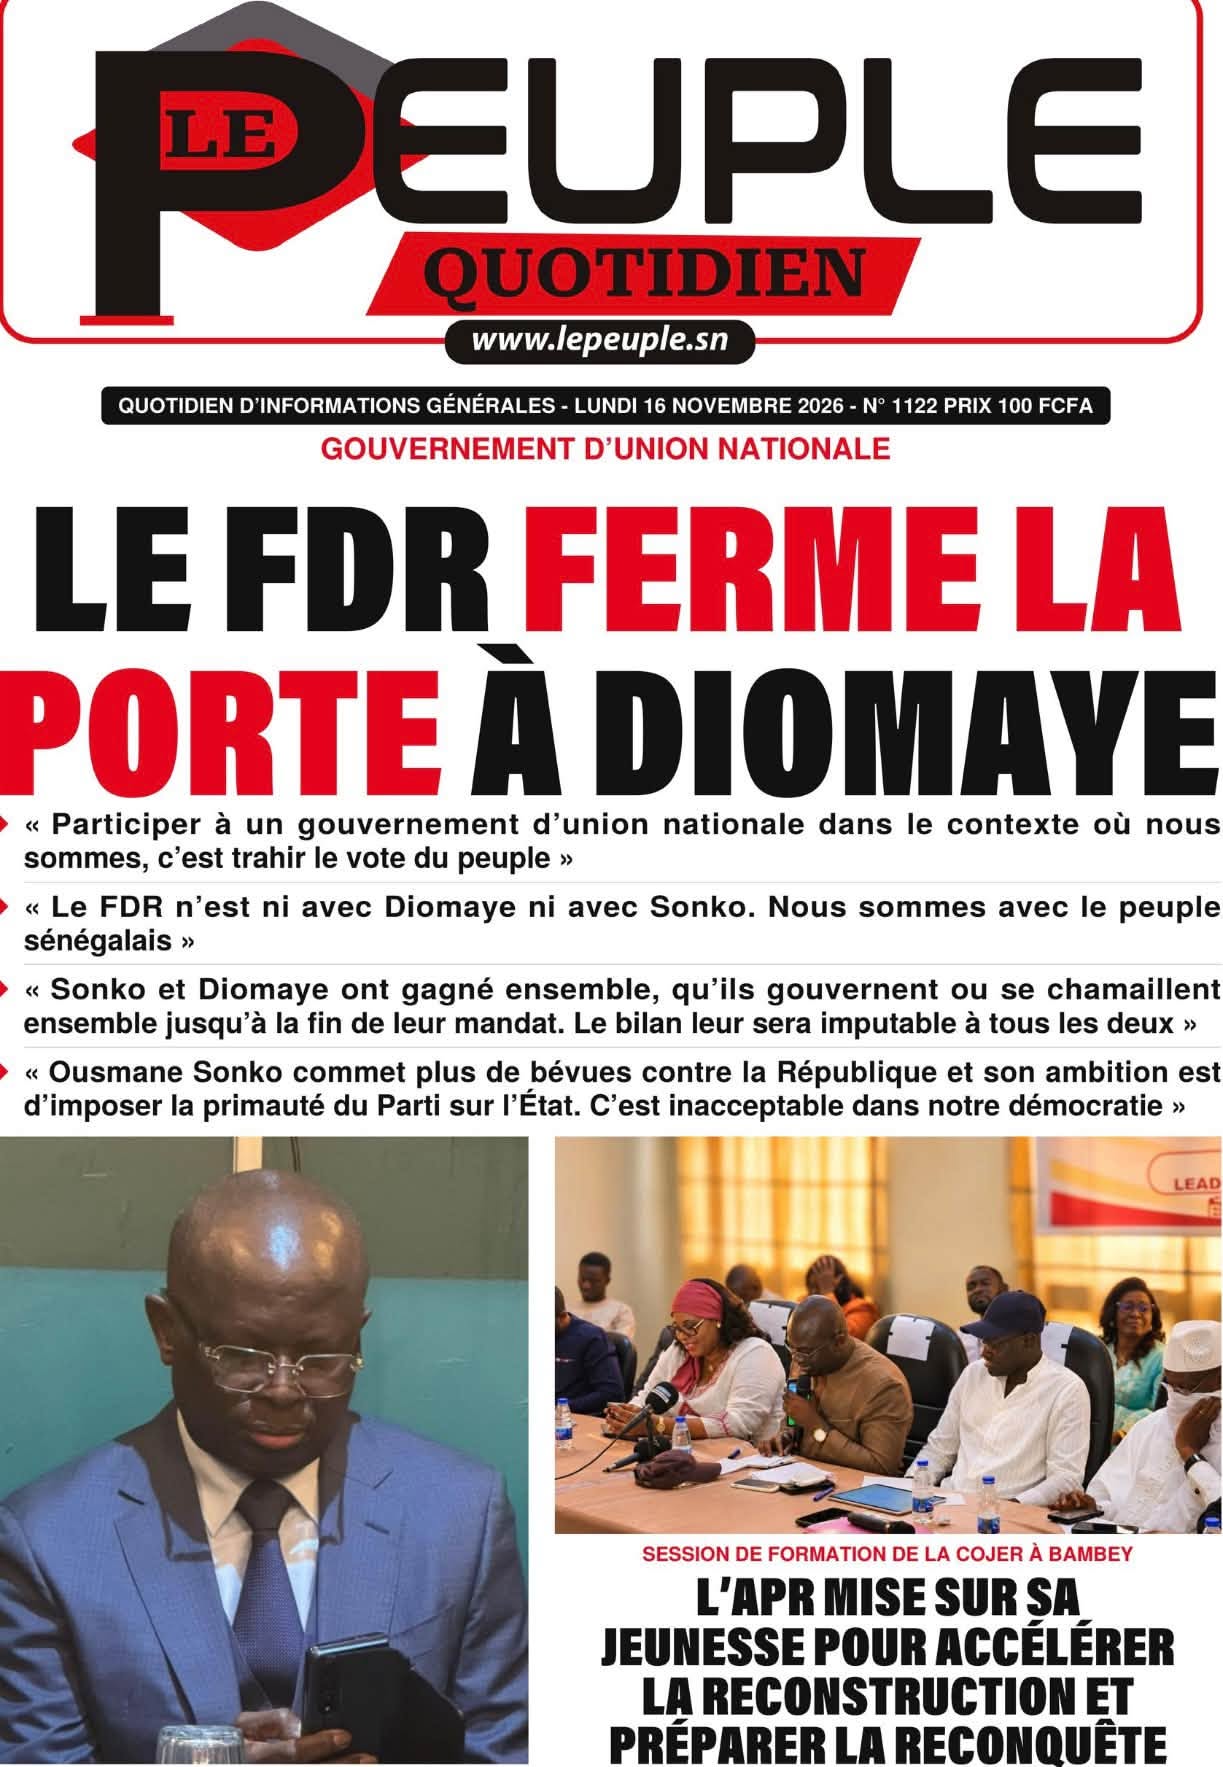 LE PEUPLE
QUOTIDIEN
www.lepeuple.sn
QUOTIDIEN D’INFORMATIONS GÉNÉRALES - LUNDI 16 NOVEMBRE 2026 - N° 1122 PRIX 100 FCFA
GOUVERNEMENT D’UNION NATIONALE
LE FDR FERME LA
PORTE À DIOMAYE
« Participer à un gouvernement d’union nationale dans le contexte où nous
sommes, c’est trahir le vote du peuple »
« Le FDR n’est ni avec Diomaye ni avec Sonko. Nous sommes avec le peuple
sénégalais »
« Sonko et Diomaye ont gagné ensemble, qu’ils gouvernent ou se chamaillent
ensemble jusqu’à la fin de leur mandat. Le bilan leur sera imputable à tous les deux »
« Ousmane Sonko commet plus de bévues contre la République et son ambition est
d’imposer la primauté du Parti sur l’État. C’est inacceptable dans notre démocratie »
LEAD
SESSION DE FORMATION DE LA COJER À BAMBEY
L’APR MISE SUR SA
JEUNESSE POUR ACCÉLÉRER
LA RECONSTRUCTION ET
PRÉPARER LA RECONQUÊTE